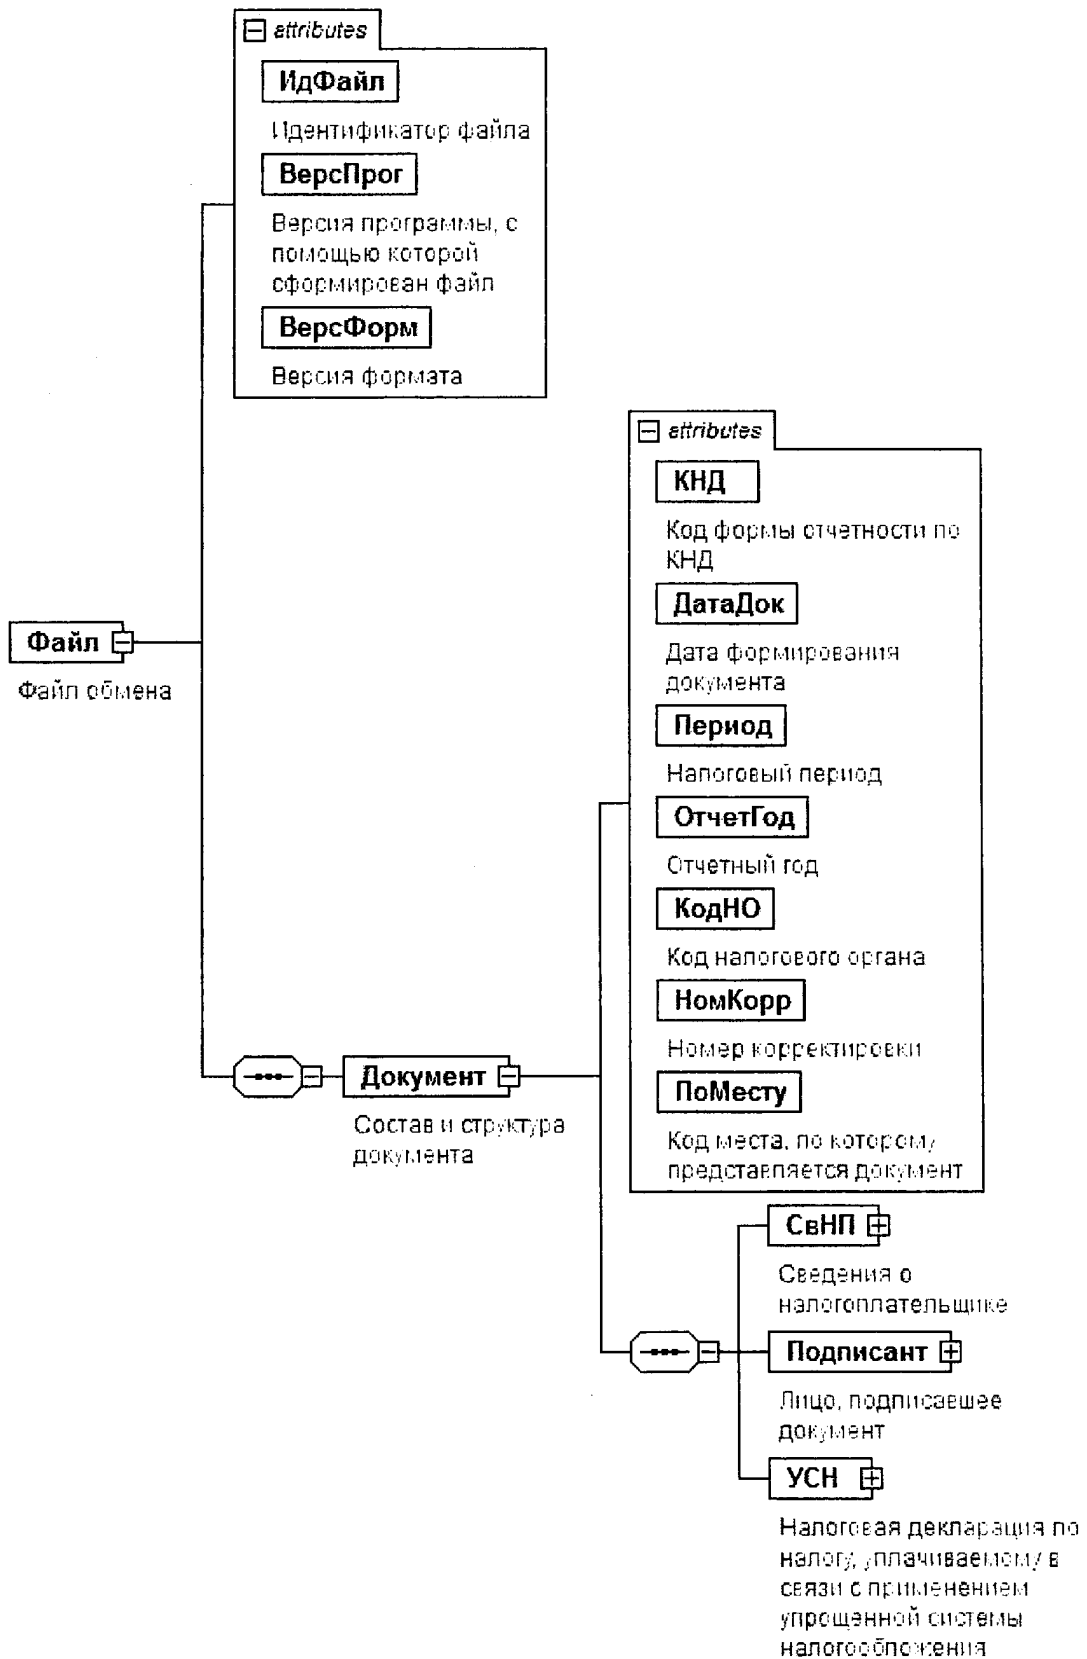 attributes
ИдФайл
Идентификатор файла
ВерсПрог
Версия программы, с
помощью которой
сформирован файл
ВерсФорм
Версия формата
attributes
КНД
Код формы отчетности по
КНД
ДатаДок
Дата формирования
документа
Период
Налоговый период
ОтчетГод
Отчетный год
КодНО
Код налогового органа
НомКорр
Номер корректировки
ПоМесту
Код места, по которому
представляется документ
Файл
Файл обмена
Документ
Состав и структура
документа
СвНП
Сведения о
налогоплательщике
Подписант
Лицо, подписавшее
документ
УСН
Налоговая декларация по
налогу, уплачиваемому в
связи с применением
упрощенной системы
налогообложения